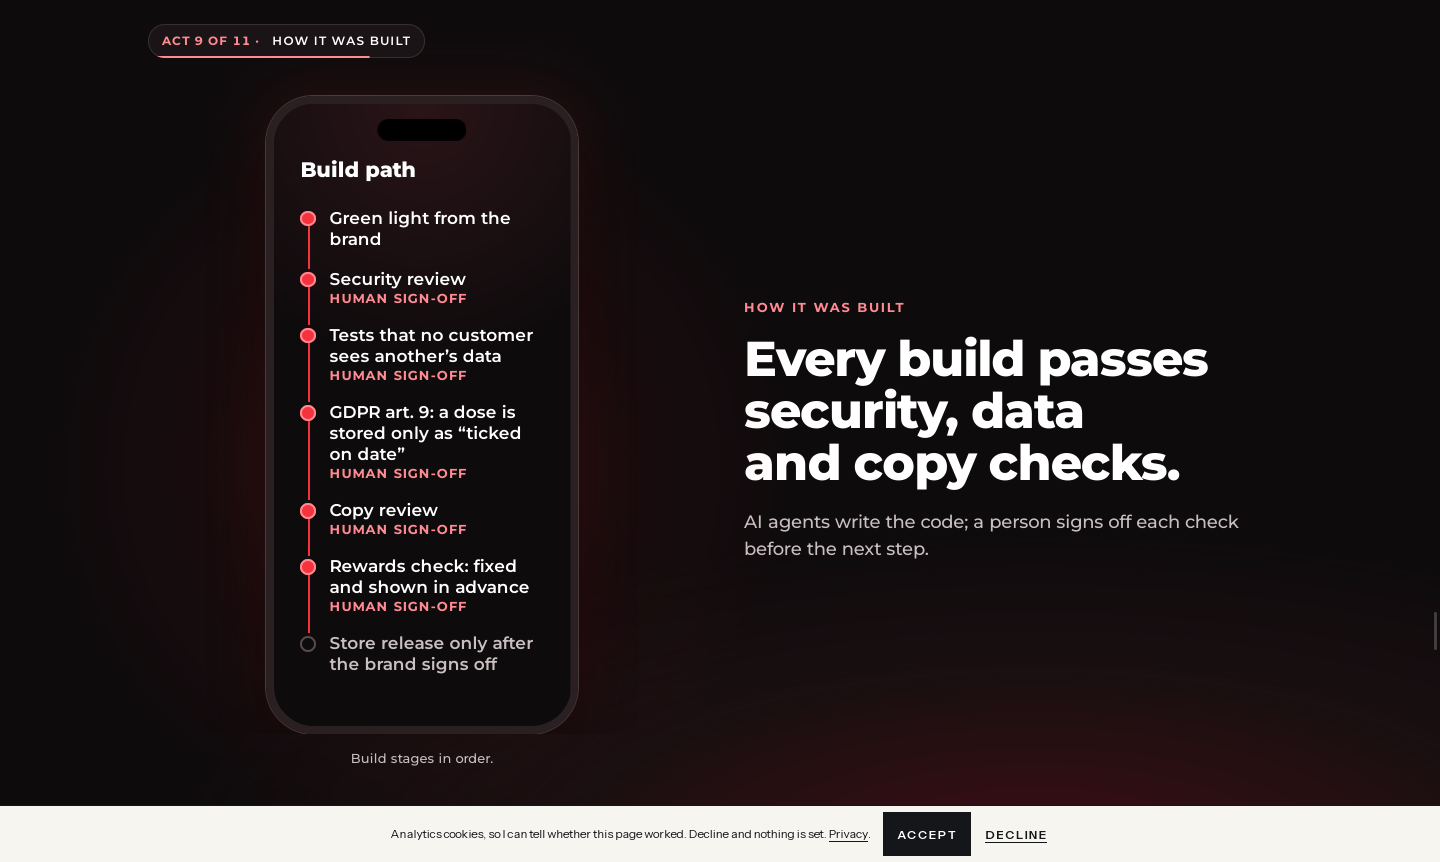 ACT 9 OF 11 · HOW IT WAS BUILT
Build path
Green light from the
brand
Security review
HUMAN SIGN-OFF
Tests that no customer
sees another’s data
HUMAN SIGN-OFF
GDPR art. 9: a dose is
stored only as “ticked
on date”
HUMAN SIGN-OFF
Copy review
HUMAN SIGN-OFF
Rewards check: fixed
and shown in advance
HUMAN SIGN-OFF
Store release only after
the brand signs off
Build stages in order.
HOW IT WAS BUILT
Every build passes
security, data
and copy checks.
AI agents write the code; a person signs off each check
before the next step.
Analytics cookies, so I can tell whether this page worked. Decline and nothing is set. Privacy.
ACCEPT
DECLINE